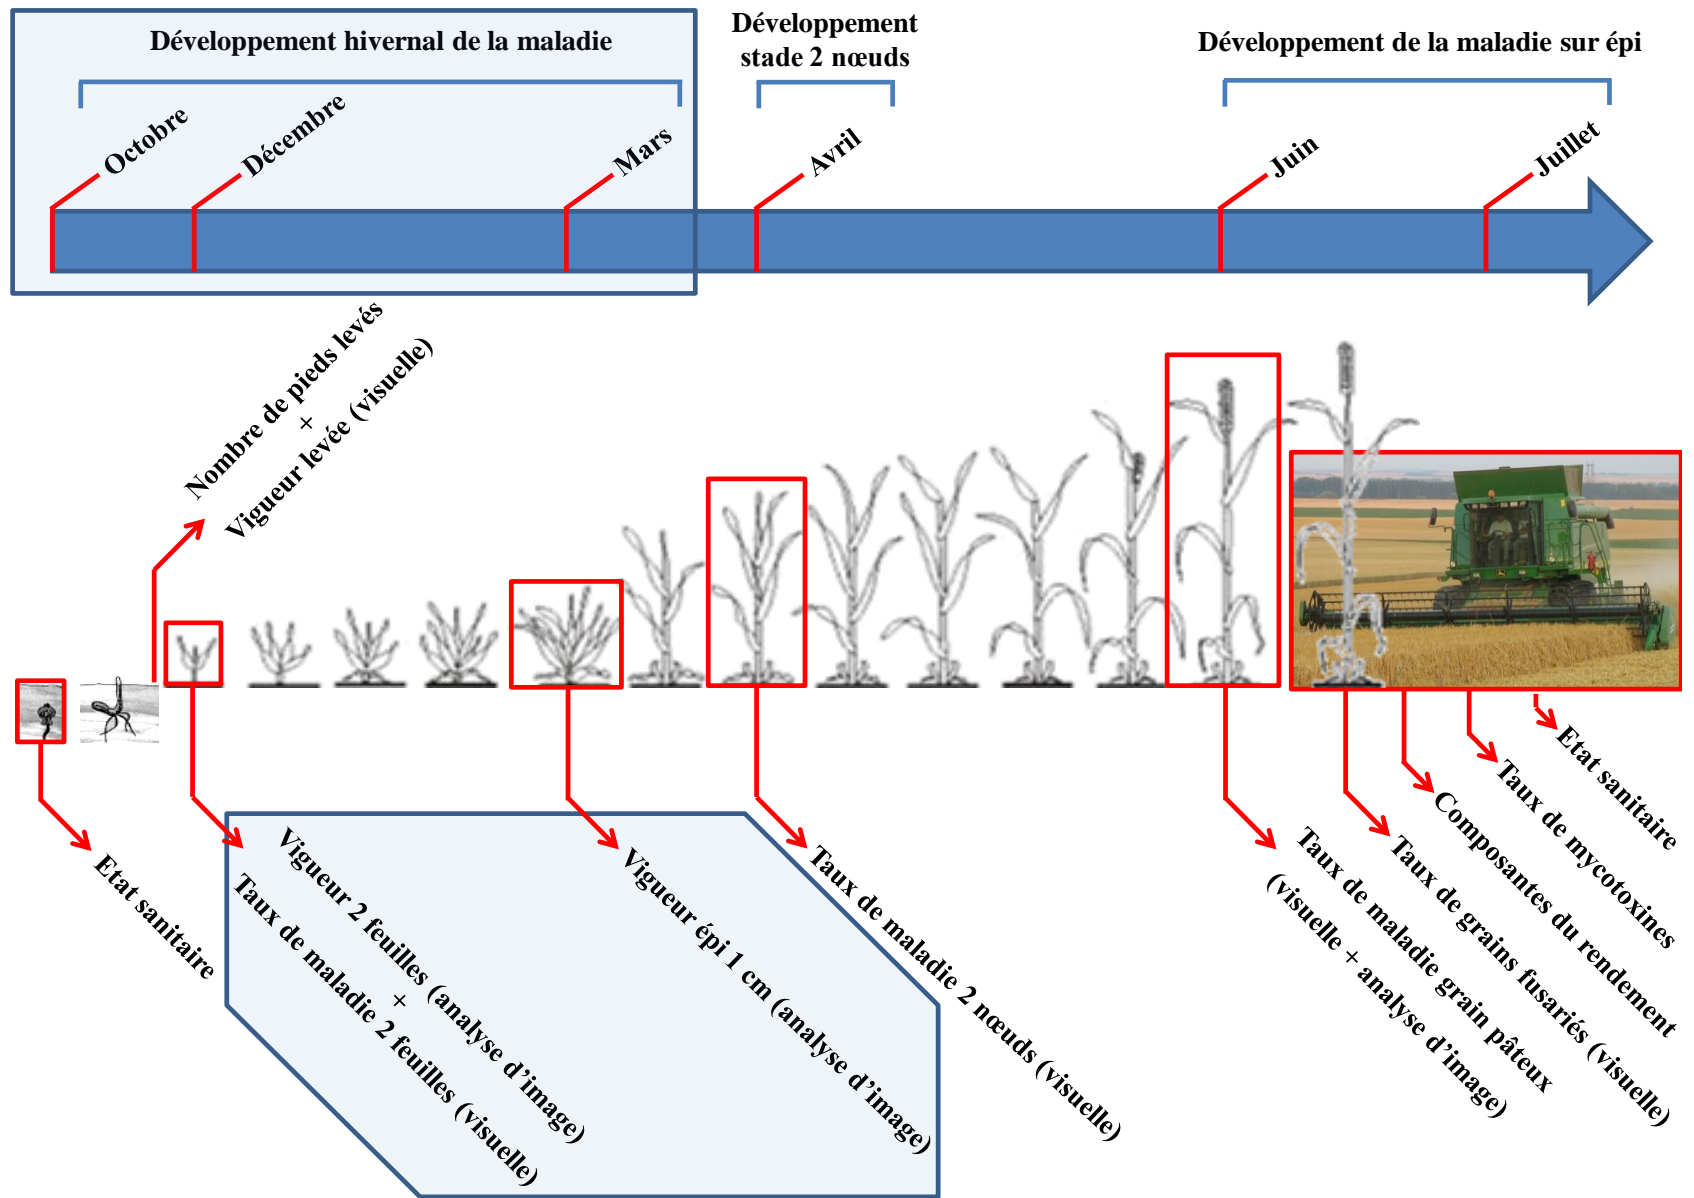 Développement hivernal de la maladie
Développement
stade 2 nœuds
Développement de la maladie sur épi
Octobre
Décembre
Mars
Avril
Juin
Juillet
Nombre de pieds levés
+
Vigueur levée (visuelle)
Etat sanitaire
Vigueur 2 feuilles (analyse d’image)
+
Taux de maladie 2 feuilles (visuelle)
Vigueur épi 1 cm (analyse d’image)
Taux de maladie 2 nœuds (visuelle)
Taux de maladie grain pâteux
(visuelle + analyse d’image)
Taux de grains fusariés (visuelle)
Composantes du rendement
Taux de mycotoxines
Etat sanitaire